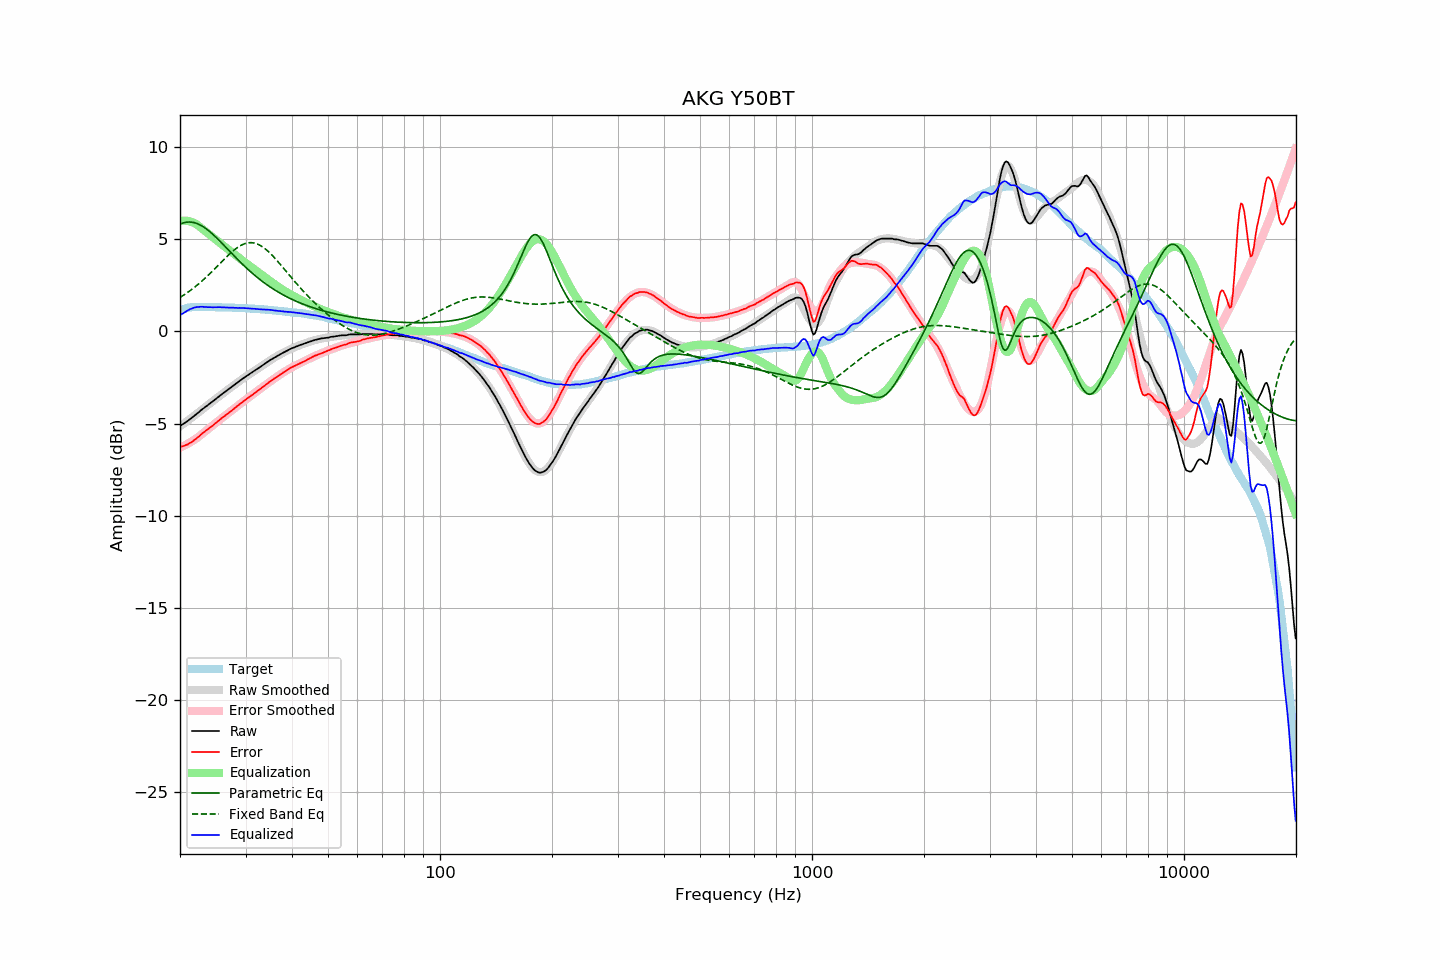 AKG Y50BT
10
5
0
−5
−10
−15
−20
−25
Amplitude (dBr)
Target
Raw Smoothed
Error Smoothed
Raw
Error
Equalization
Parametric Eq
Fixed Band Eq
Equalized
100
1000
10000
Frequency (Hz)